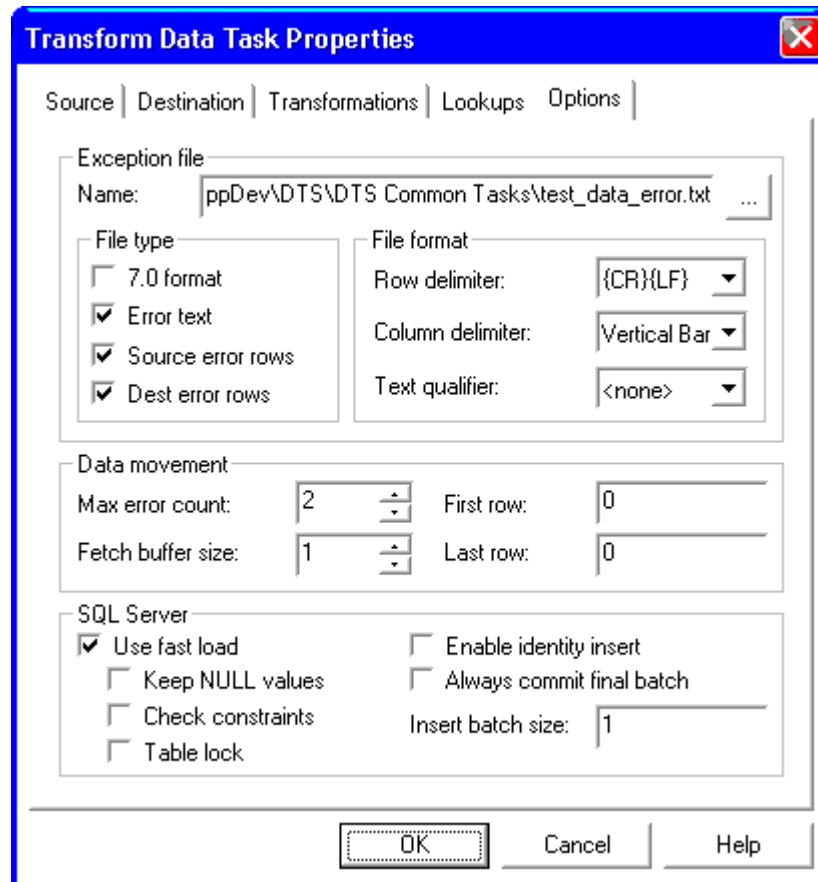 Transform Data Task Properties
Source Destination Transformations Lookups Options
Exception file
Name: ppDev\DTS\DTS Common Tasks\test_data_error.txt ...
File type
7.0 format
Error text
Source error rows
Dest error rows
File format
Row delimiter: {CR}{LF}
Column delimiter: Vertical Bar
Text qualifier: <none>
Data movement
Max error count: 2 First row: 0
Fetch buffer size: 1 Last row: 0
SQL Server
Use fast load
Keep NULL values
Check constraints
Table lock
Enable identity insert
Always commit final batch
Insert batch size: 1
OK Cancel Help